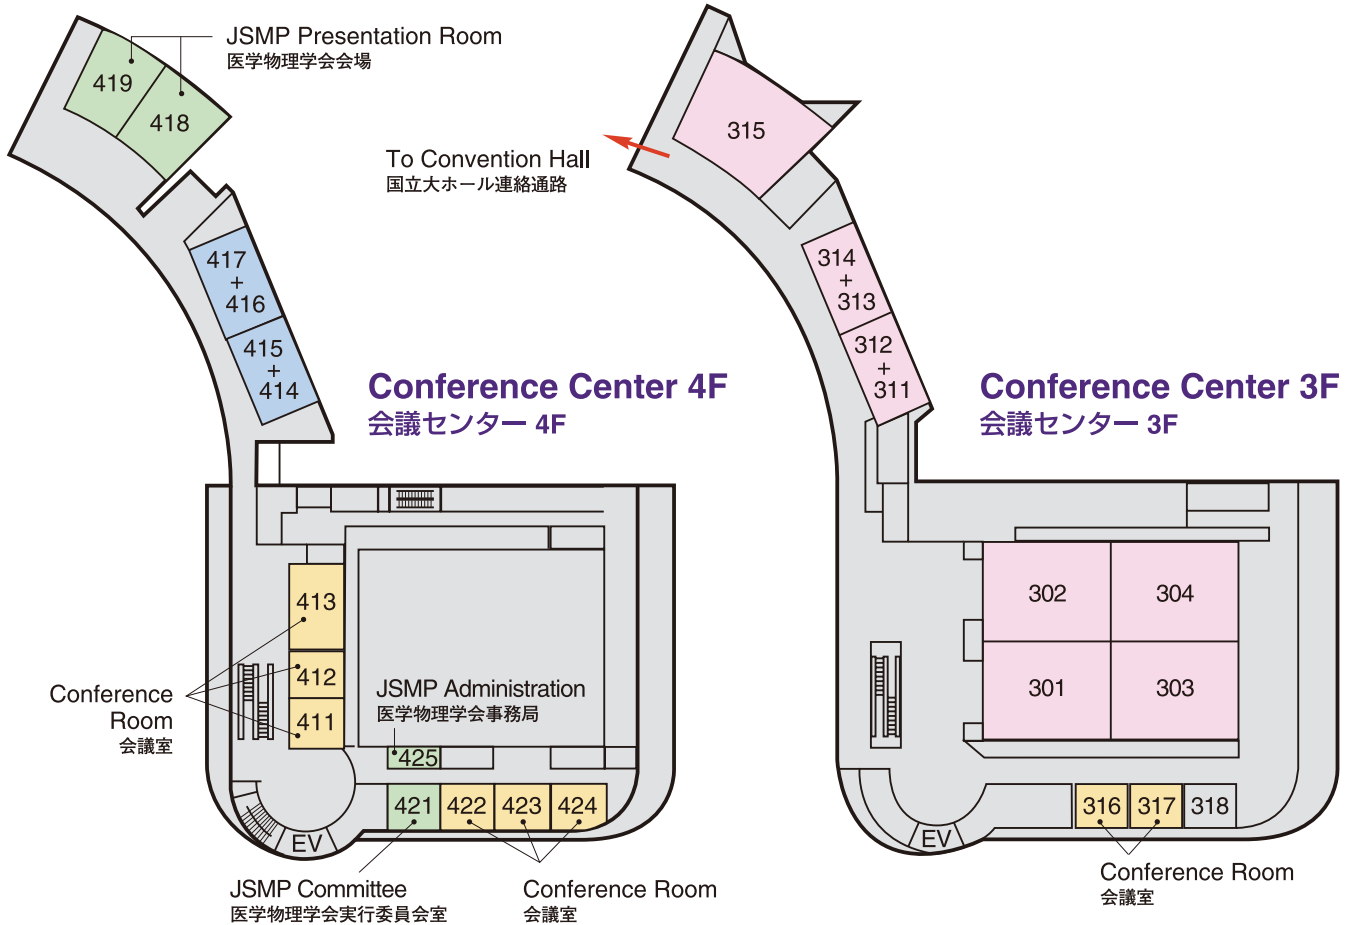 JSMP Presentation Room
医学物理学会会場
419
418
417
+
416
415
+
414
Conference Center 4F
会議センター 4F
413
412
411
Conference
Room
会議室
JSMP Administration
医学物理学会事務局
425
421
422
423
424
EV
JSMP Committee
医学物理学会実行委員会室
Conference Room
会議室
315
To Convention Hall
国立大ホール連絡通路
314
+
313
312
+
311
Conference Center 3F
会議センター 3F
302
304
301
303
316
317
318
EV
Conference Room
会議室